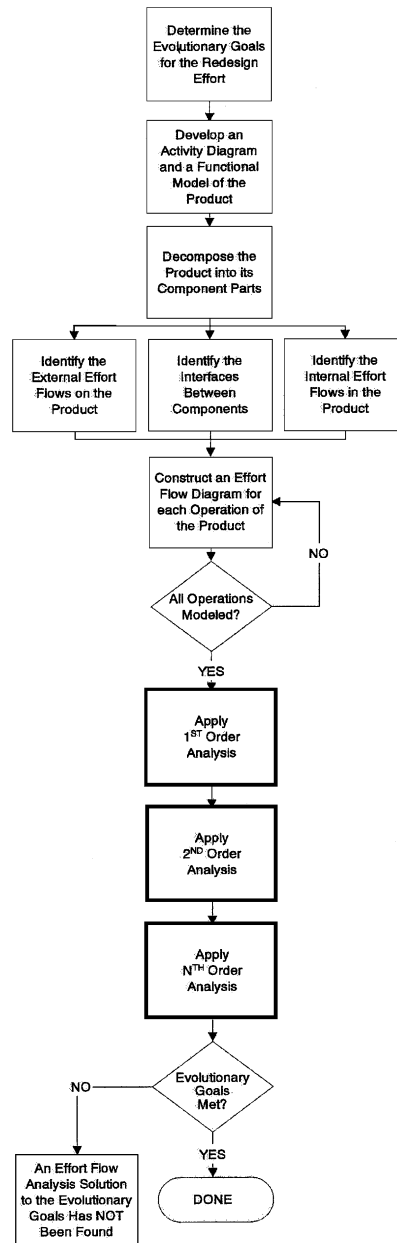 Determine the
Evolutionary Goals
for the Redesign
Effort
Develop an
Activity Diagram
and a Functional
Model of the
Product
Decompose the
Product into its
Component Parts
Identify the
External Effort
Flows on the
Product
Identify the
Interfaces
Between
Components
Identify the
Internal Effort
Flows in the
Product
Construct an Effort
Flow Diagram for
each Operation of
the Product
NO
All Operations
Modeled?
YES
Apply
1ST Order
Analysis
Apply
2ND Order
Analysis
Apply
NTH Order
Analysis
Evolutionary
Goals
Met?
NO
YES
An Effort Flow
Analysis Solution
to the Evolutionary
Goals Has NOT
Been Found
DONE